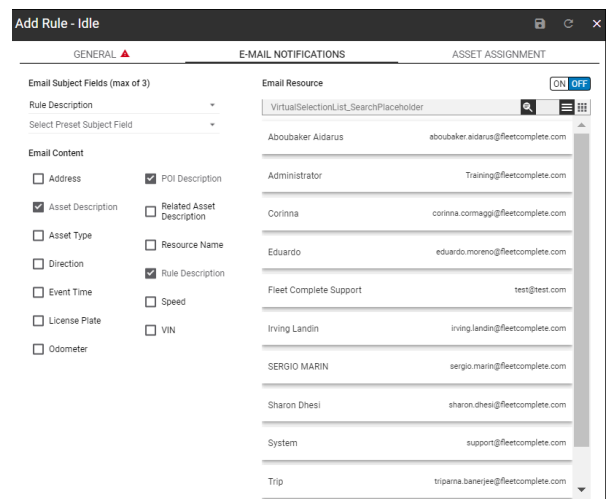 Add Rule - Idle
GENERAL
E-MAIL NOTIFICATIONS
ASSET ASSIGNMENT
Email Subject Fields (max of 3)
Rule Description
Select Preset Subject Field
Email Content
Address
Asset Description
Asset Type
Direction
Event Time
License Plate
Odometer
POI Description
Related Asset
Description
Resource Name
Rule Description
Speed
VIN
Email Resource
ON OFF
VirtualSelectionList_SearchPlaceholder
Aboubaker Aidarus aboubaker.aidarus@fleetcomplete.com
Administrator Training@fleetcomplete.com
Corinna corinna.cormaggi@fleetcomplete.com
Eduardo eduardo.moreno@fleetcomplete.com
Fleet Complete Support test@test.com
Irving Landin irving.landin@fleetcomplete.com
SERGIO MARIN sergio.marin@fleetcomplete.com
Sharon Dhesi sharon.dhesi@fleetcomplete.com
System support@fleetcomplete.com
Trip triparna.banerjee@fleetcomplete.com